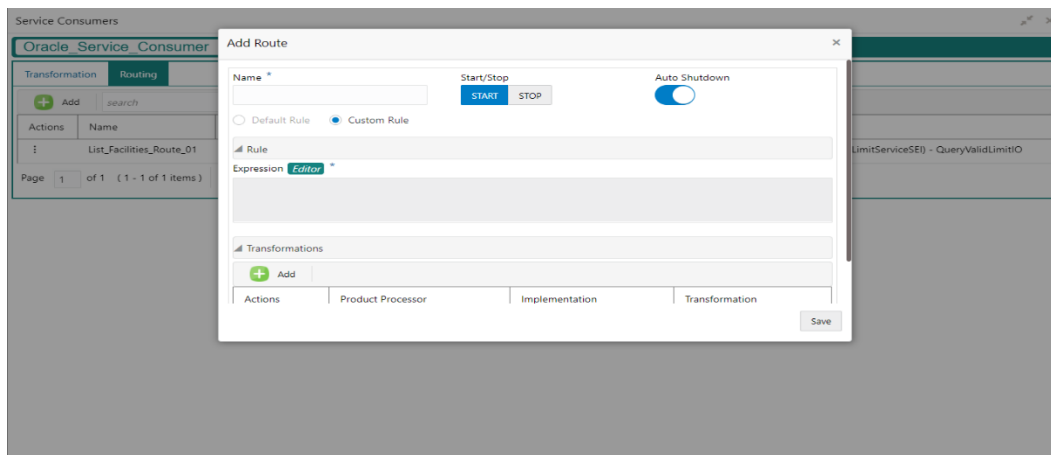 Service Consumers
Oracle_Service_Consumer
Transformation Routing
Add search
Actions Name
List_Facilities_Route_01 LimitServiceSEI) - QueryValidLimitIO
Page 1 of 1 ( 1 - 1 of 1 items )
Add Route
Name * Start/Stop Auto Shutdown
START STOP
Default Rule Custom Rule
Rule
Expression Editor *
Transformations
Add
Actions Product Processor Implementation Transformation
Save